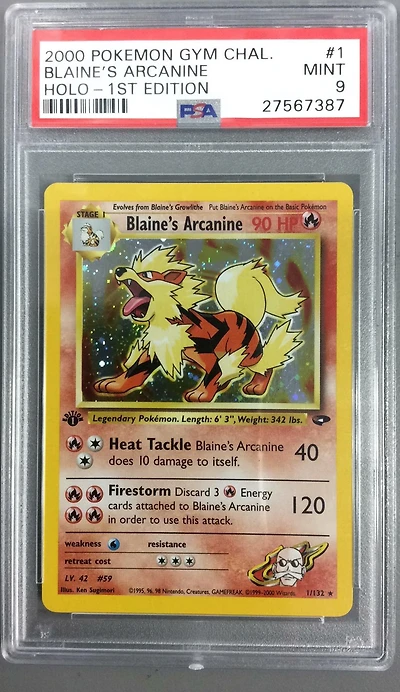 2000 POKEMON GYM CHAL. #1
BLAINE'S ARCANINE MINT
HOLO – 1ST EDITION 9
PSA 27567387
Evolves from Blaine's Growlithe Put Blaine's Arcanine on the Basic Pokémon
STAGE 1
Blaine's Arcanine 90 HP
EDITION
1
Legendary Pokémon. Length: 6' 3", Weight: 342 lbs.
Heat Tackle Blaine's Arcanine
does 10 damage to itself. 40
Firestorm Discard 3 Energy
cards attached to Blaine's Arcanine 120
in order to use this attack.
weakness resistance
retreat cost
LV. 42 #59
Illus. Ken Sugimori ©1995, 96, 98 Nintendo, Creatures, GAMEFREAK. ©1999-2000 Wizards. 1/132 ★